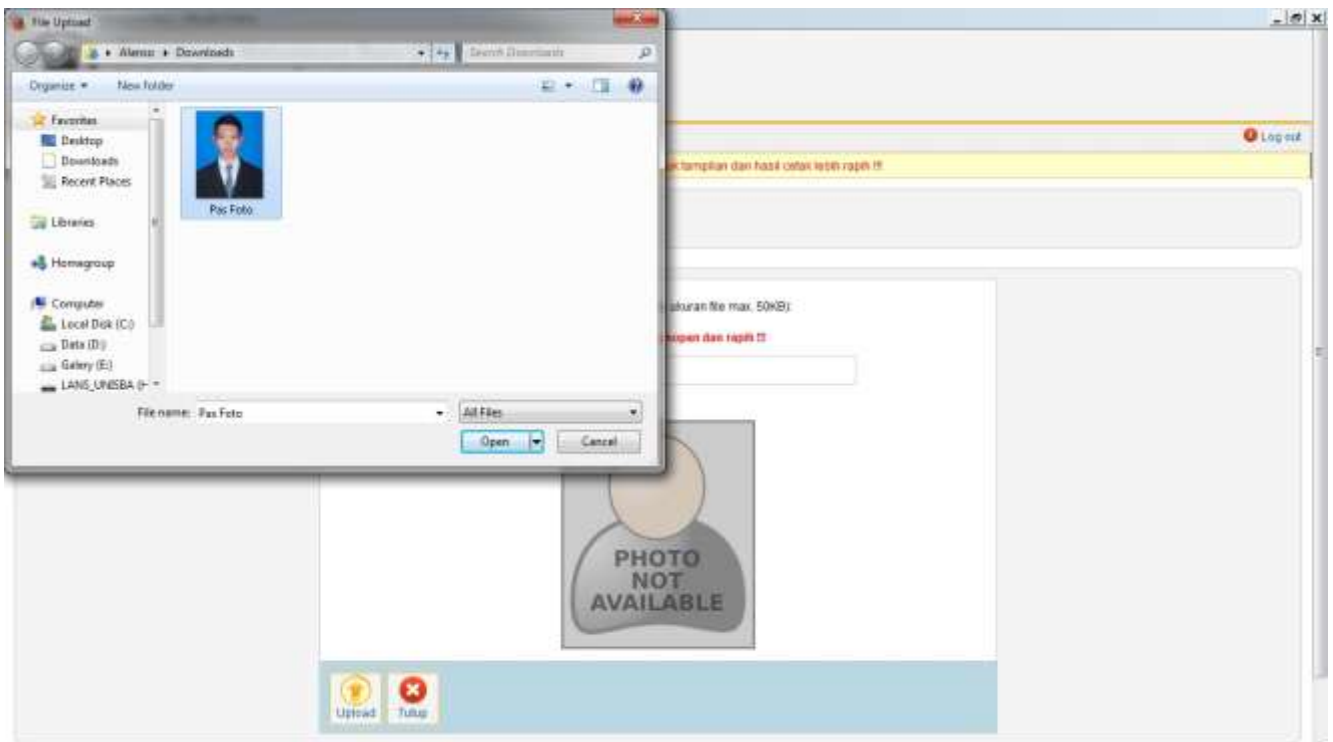 File Upload
Downloads
Search Downloads
Organize
New folder
Favorites
Desktop
Downloads
Recent Places
Libraries
Homegroup
Computer
Local Disk (C:)
Data (D:)
Galery (E:)
LANS_UNISBA
Pas Foto
File name: Pas Foto
All Files
Open
Cancel
Log out
tampilan dan hasil cetak lebih rapih !!!
ukuran file max. 50KB):
dan rapih !!!
PHOTO
NOT
AVAILABLE
Upload
Tutup